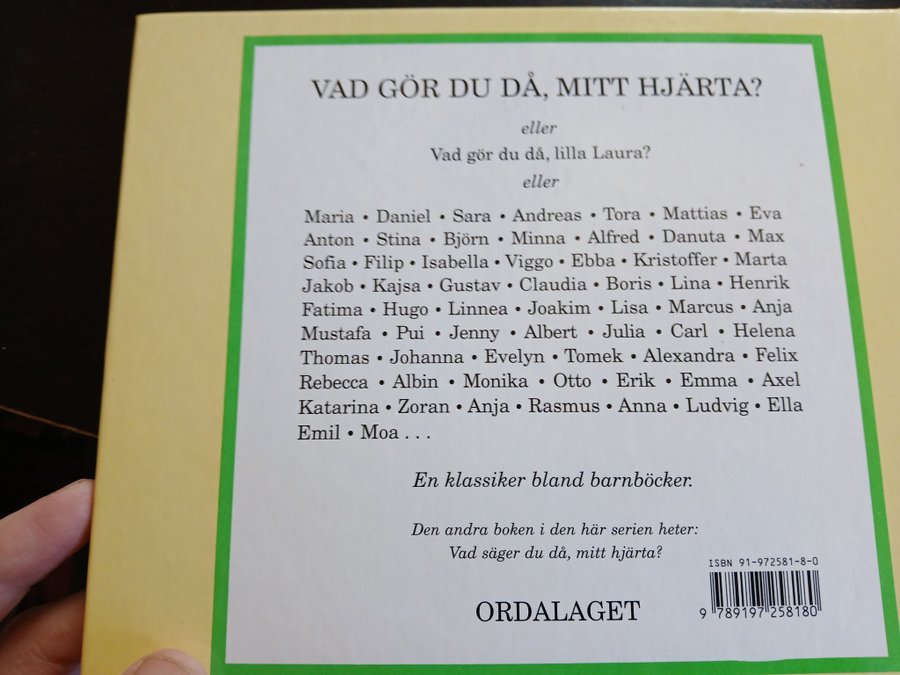 VAD GÖR DU DÅ, MITT HJÄRTA?
eller
Vad gör du då, lilla Laura?
eller
Maria • Daniel • Sara • Andreas • Tora • Mattias • Eva
Anton • Stina • Björn • Minna • Alfred • Danuta • Max
Sofia • Filip • Isabella • Viggo • Ebba • Kristoffer • Marta
Jakob • Kajsa • Gustav • Claudia • Boris • Lina • Henrik
Fatima • Hugo • Linnea • Joakim • Lisa • Marcus • Anja
Mustafa • Pui • Jenny • Albert • Julia • Carl • Helena
Thomas • Johanna • Evelyn • Tomek • Alexandra • Felix
Rebecca • Albin • Monika • Otto • Erik • Emma • Axel
Katarina • Zoran • Anja • Rasmus • Anna • Ludvig • Ella
Emil • Moa . . .
En klassiker bland barnböcker.
Den andra boken i den här serien heter:
Vad säger du då, mitt hjärta?
ISBN 91-972581-8-0
ORDALAGET
9 789197 258180